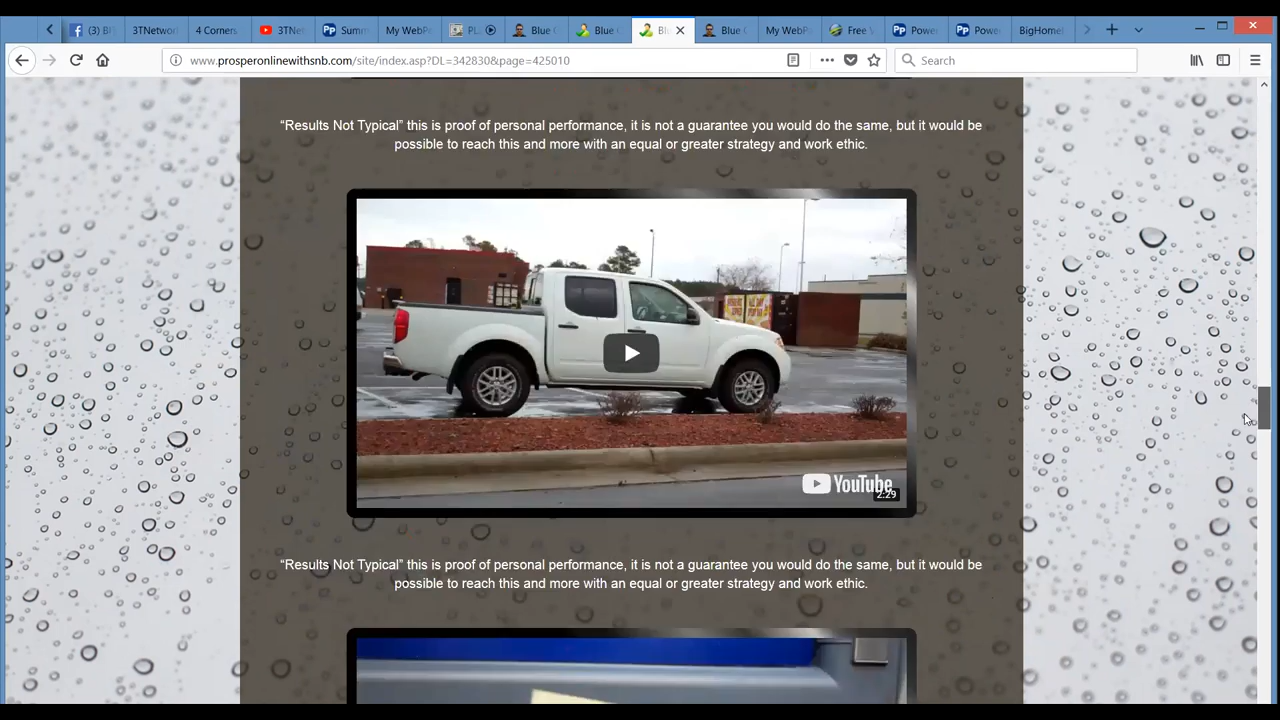 (3) B
3TNetwor
4 Corners
3TNet
Summ
My WebP
PL
Blue
Blue
Bl
Blue
My WebP
Free
Power
Power
BigHomel
www.prosperonlinewithsnb.com/site/index.asp?DL=342830&page=425010
Search
“Results Not Typical” this is proof of personal performance, it is not a guarantee you would do the same, but it would be
possible to reach this and more with an equal or greater strategy and work ethic.
YouTube
2:29
“Results Not Typical” this is proof of personal performance, it is not a guarantee you would do the same, but it would be
possible to reach this and more with an equal or greater strategy and work ethic.